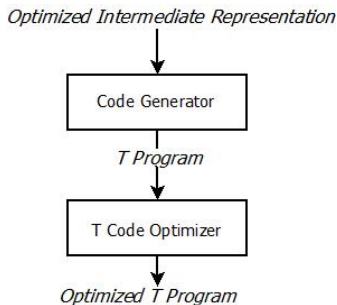 Optimized Intermediate Representation
Code Generator
T Program
T Code Optimizer
Optimized T Program